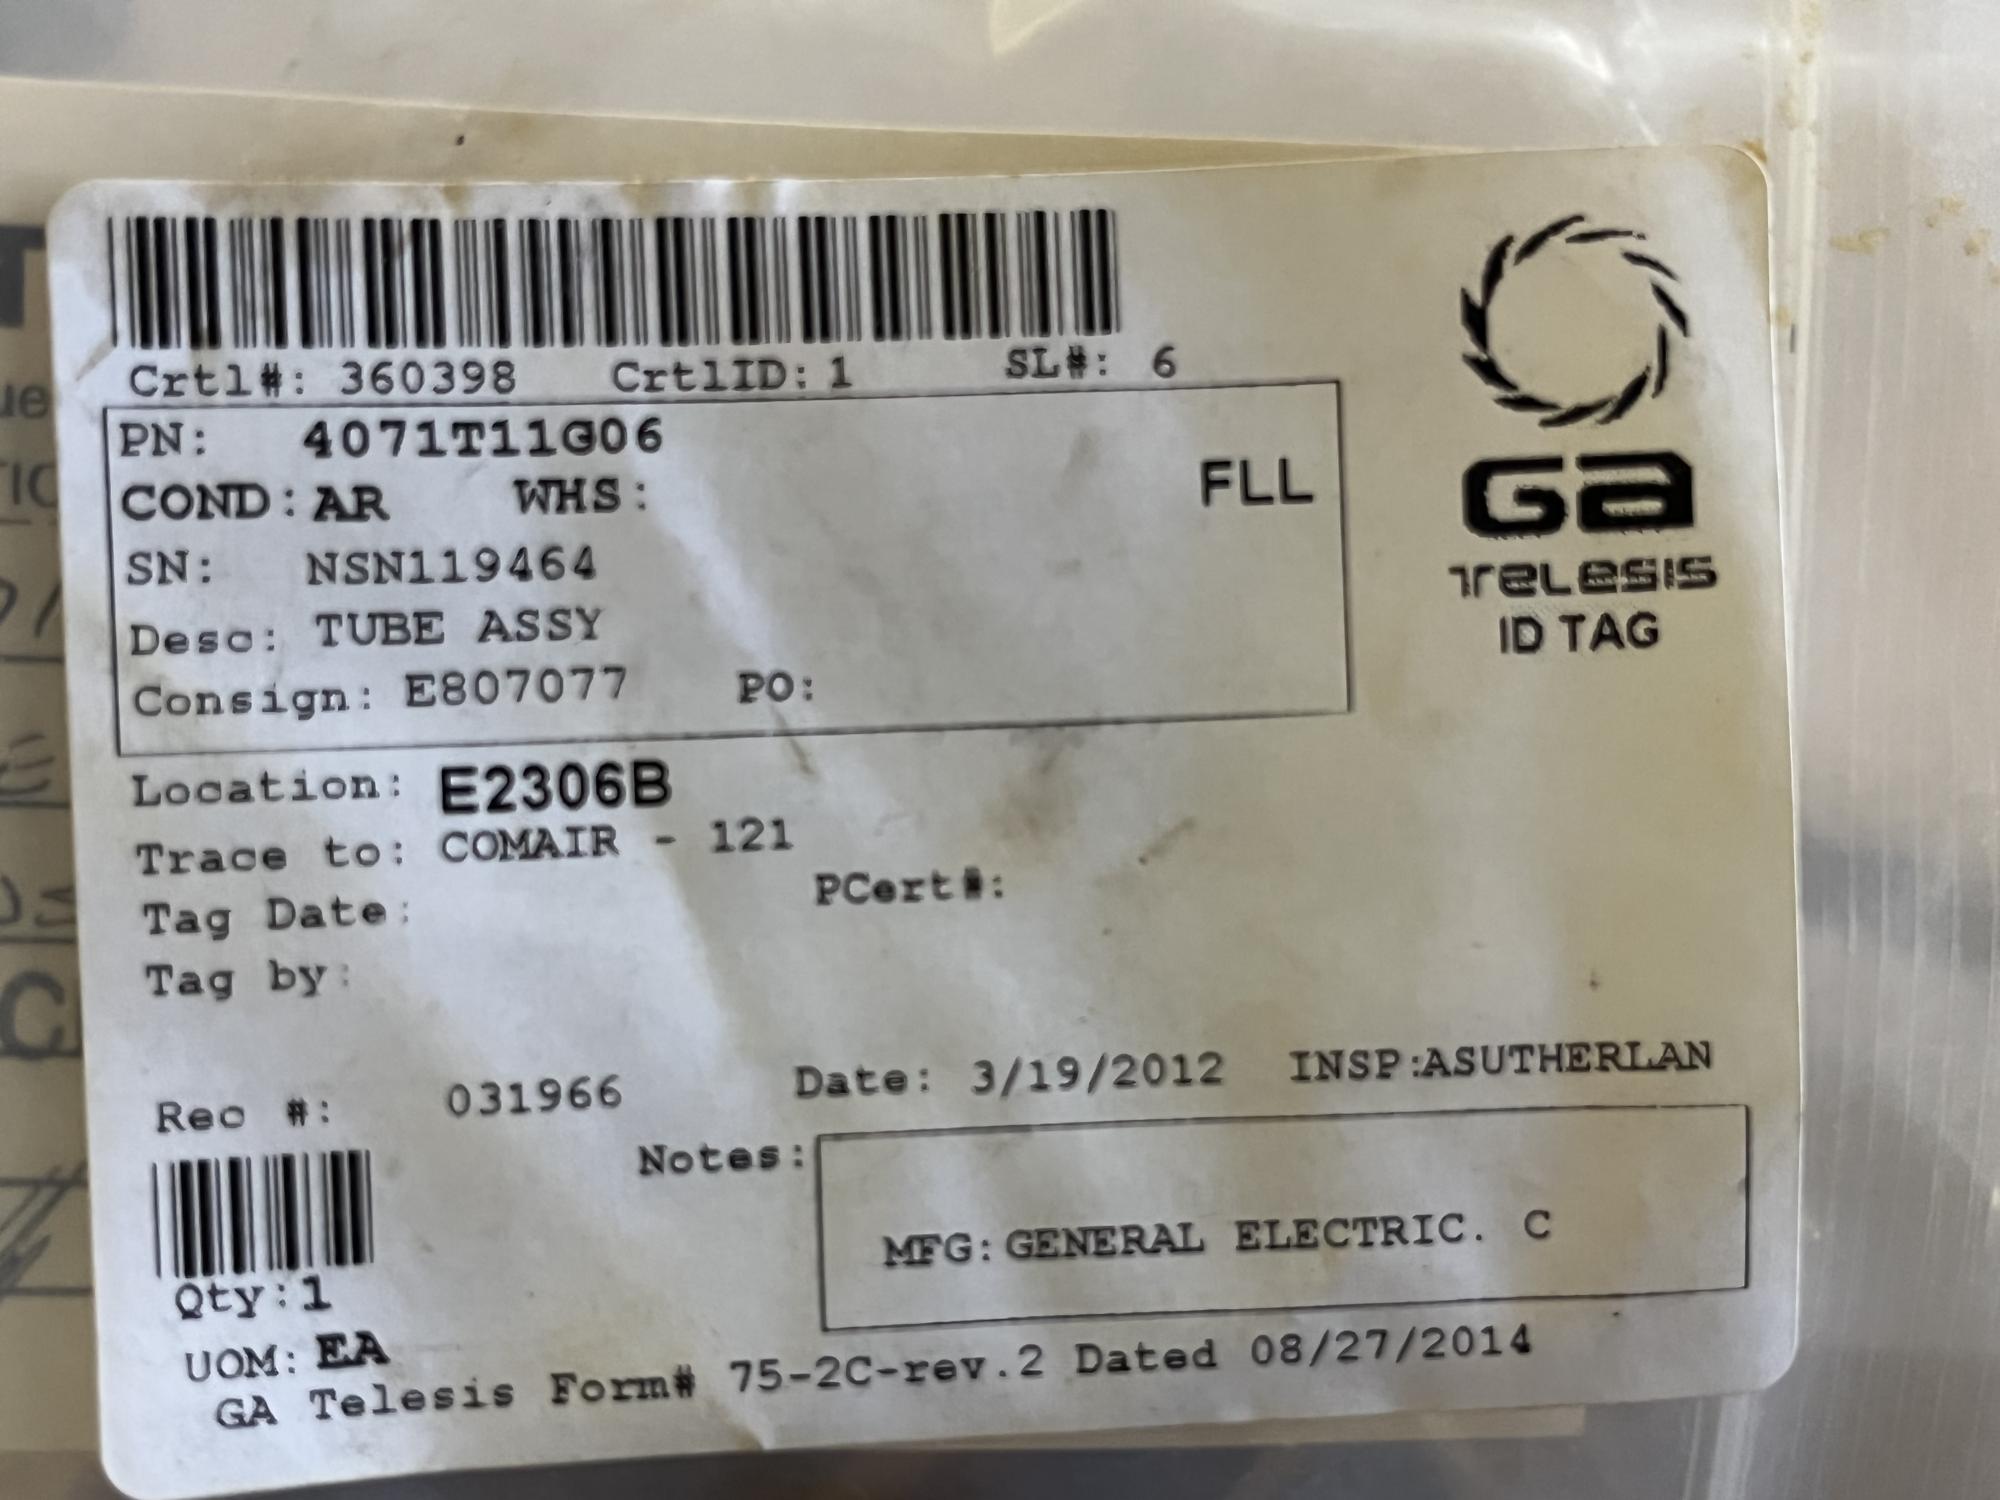 Crtl#: 360398 CrtlID: 1 SL#: 6
PN: 4071T11G06
COND: AR WHS: FLL
SN: NSN119464
Desc: TUBE ASSY
Consign: E807077 PO:
GA
TELESIS
ID TAG
Location: E2306B
Trace to: COMAIR - 121
PCert#:
Tag Date:
Tag by:
Rec #: 031966 Date: 3/19/2012 INSP:ASUTHERLAN
Notes:
MFG: GENERAL ELECTRIC. C
Qty:1
UOM: EA
GA Telesis Form# 75-2C-rev.2 Dated 08/27/2014